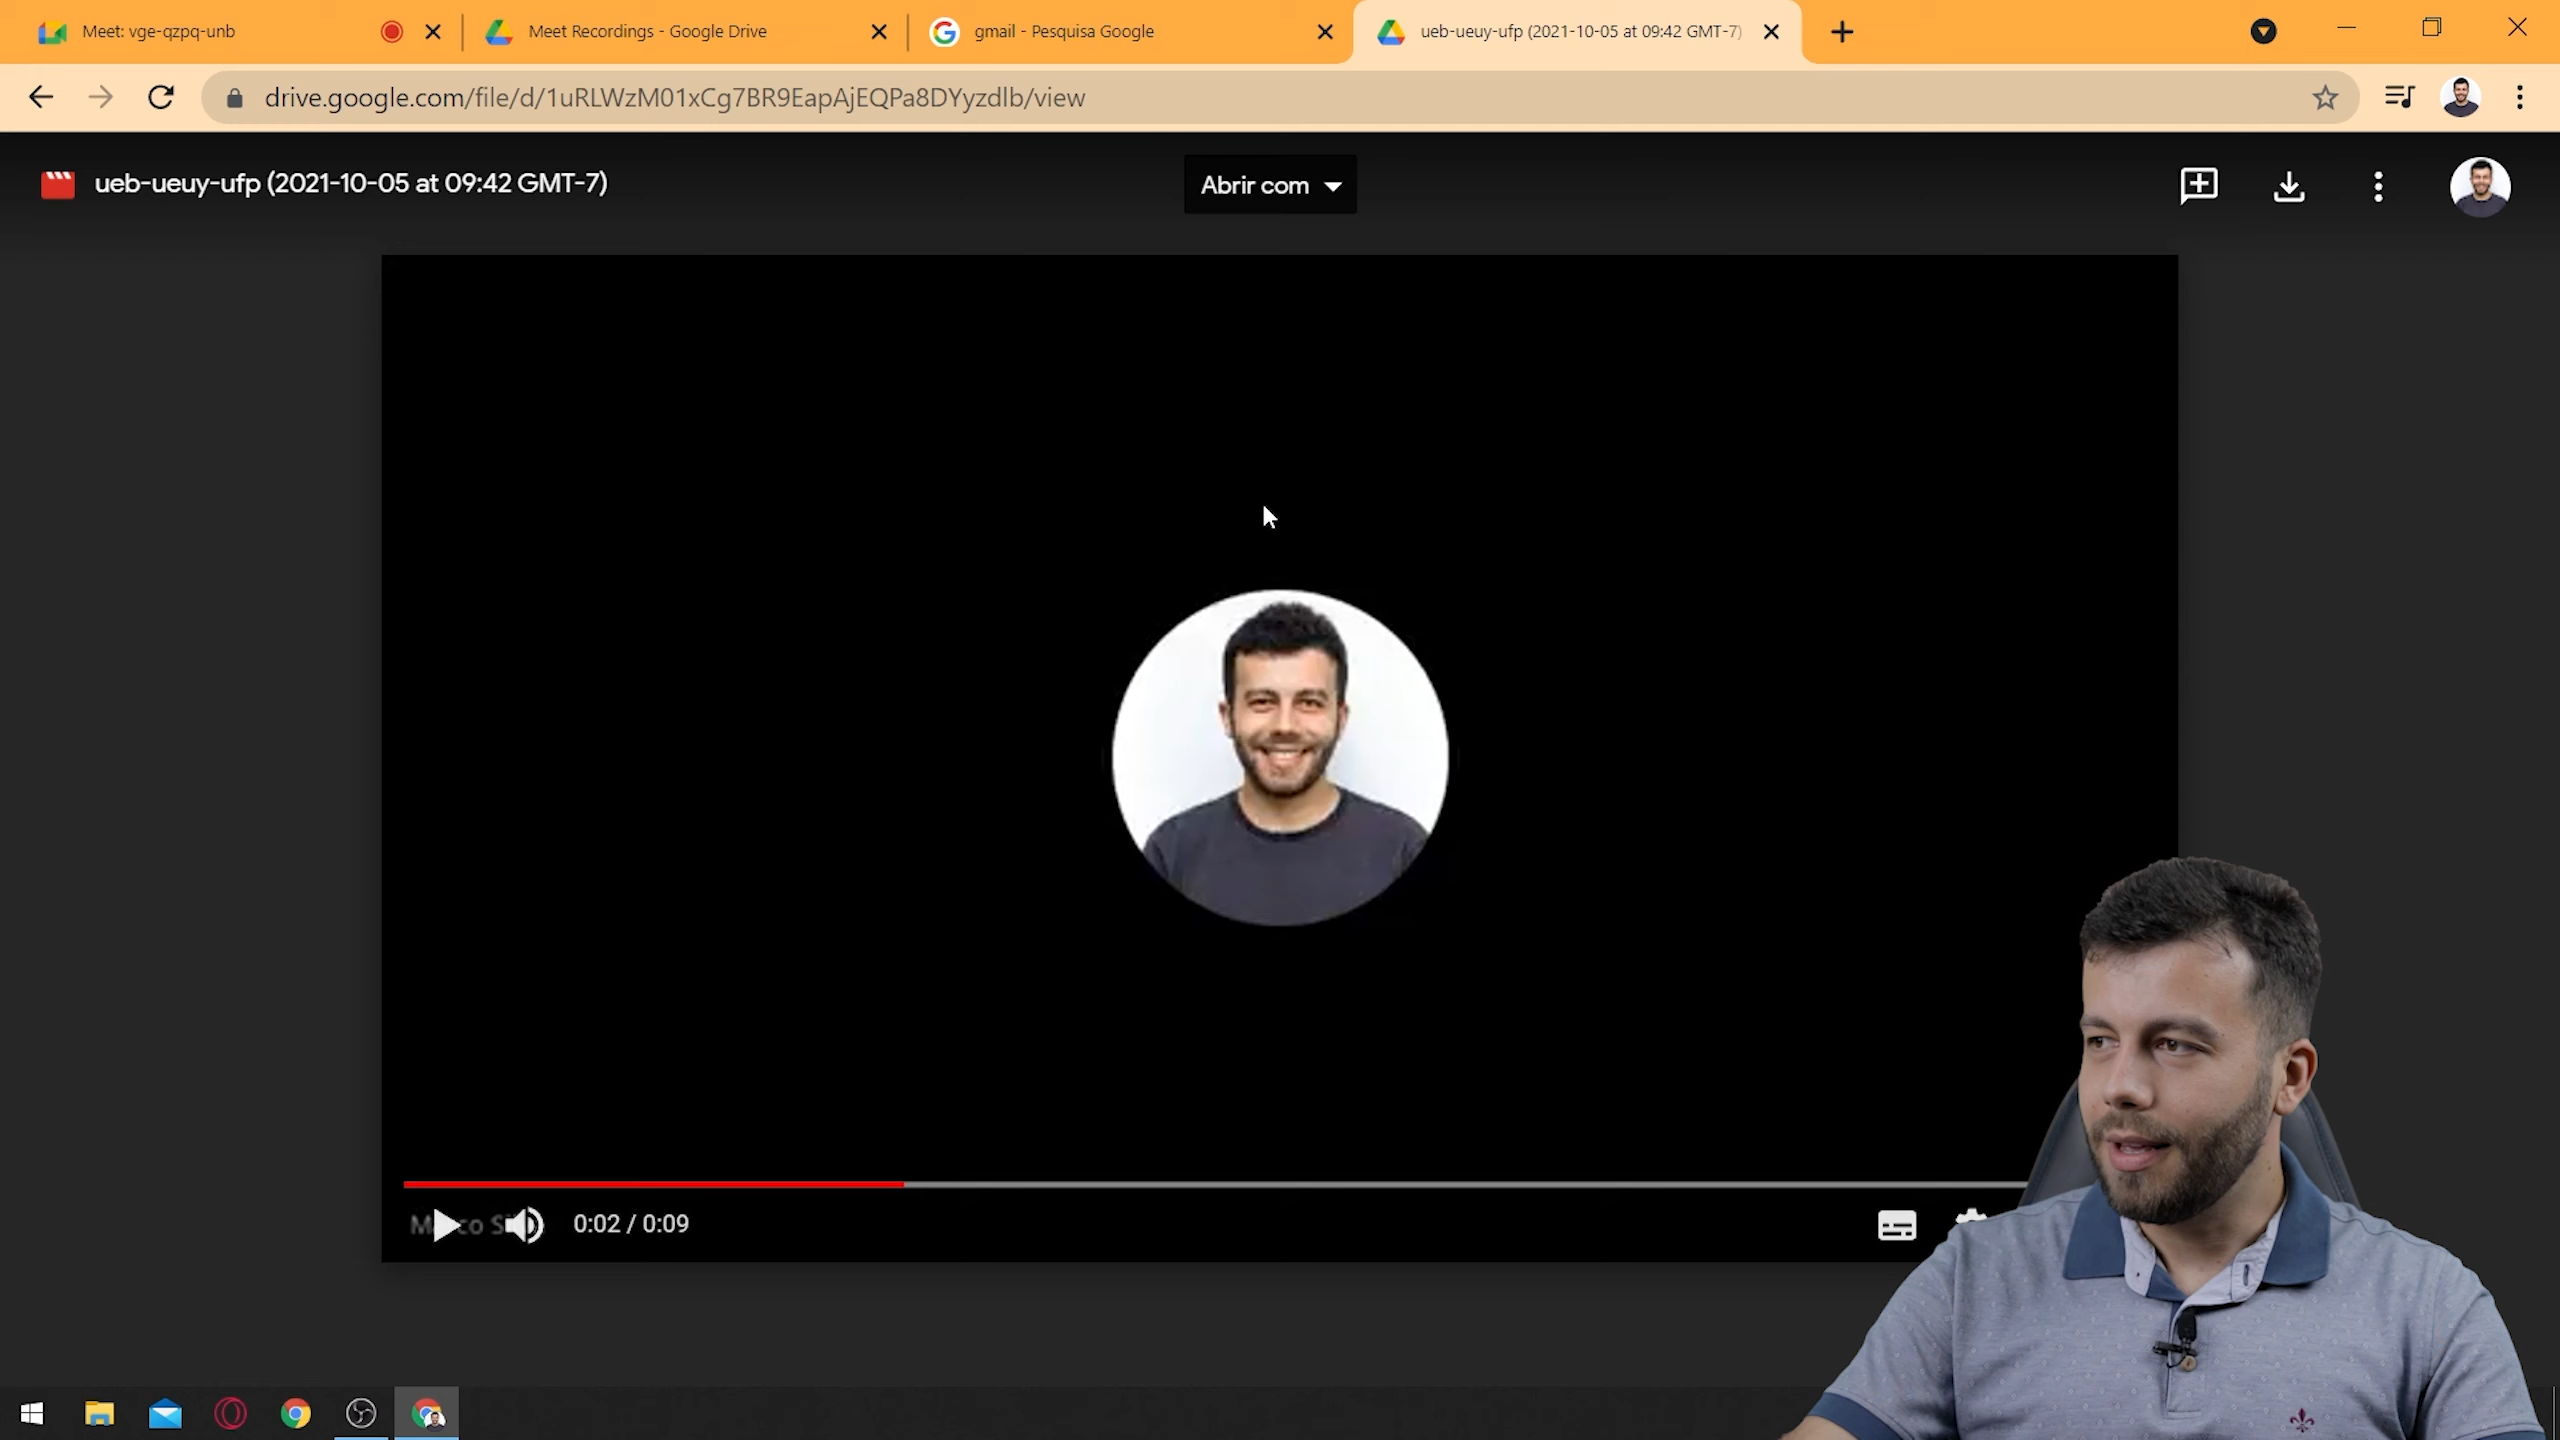 Meet: vge-qzpq-unb
Meet Recordings - Google Drive
gmail - Pesquisa Google
ueb-ueuy-ufp (2021-10-05 at 09:42 GMT-7)
drive.google.com/file/d/1uRLWzM01xCg7BR9EapAjEQPa8DYyzdlb/view
ueb-ueuy-ufp (2021-10-05 at 09:42 GMT-7)
Abrir com
0:02 / 0:09